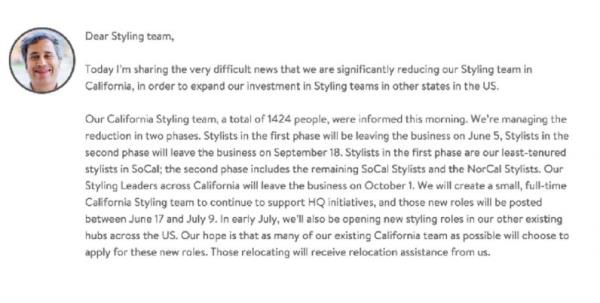 Dear Styling team,
Today I'm sharing the very difficult news that we are significantly reducing our Styling team in
California, in order to expand our investment in Styling teams in other states in the US.
Our California Styling team, a total of 1424 people, were informed this morning. We're managing the
reduction in two phases. Stylists in the first phase will be leaving the business on June 5, Stylists in the
second phase will leave the business on September 18. Stylists in the first phase are our least-tenured
stylists in SoCal; the second phase includes the remaining SoCal Stylists and the NorCal Stylists. Our
Styling Leaders across California will leave the business on October 1. We will create a small, full-time
California Styling team to continue to support HQ initiatives, and those new roles will be posted
between June 17 and July 9. In early July, we'll also be opening new styling roles in our other existing
hubs across the US. Our hope is that as many of our existing California team as possible will choose to
apply for these new roles. Those relocating will receive relocation assistance from us.